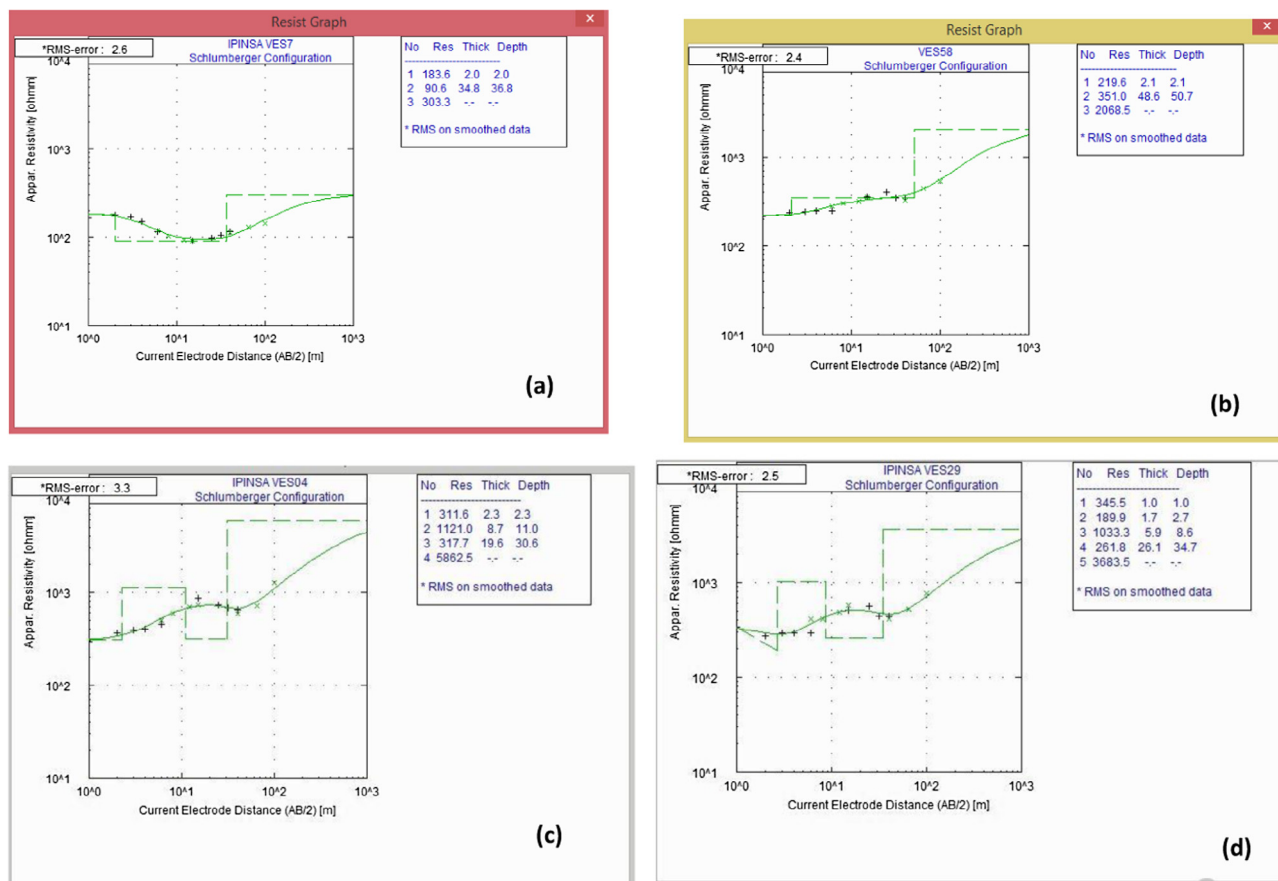 Resist Graph
×
*RMS-error : 2.6
IPINSA VES7
Schlumberger Configuration
No Res Thick Depth
------------------------
1 183.6 2.0 2.0
2 90.6 34.8 36.8
3 303.3 -.- -.-
* RMS on smoothed data
Appar. Resistivity [ohmm]
10^4
10^3
10^2
10^1
10^0 10^1 10^2 10^3
Current Electrode Distance (AB/2) [m]
(a)
Resist Graph
×
*RMS-error : 2.4
VES58
Schlumberger Configuration
No Res Thick Depth
------------------------
1 219.6 2.1 2.1
2 351.0 48.6 50.7
3 2068.5 -.- -.-
* RMS on smoothed data
Appar. Resistivity [ohmm]
10^4
10^3
10^2
10^1
10^0 10^1 10^2 10^3
Current Electrode Distance (AB/2) [m]
(b)
*RMS-error : 3.3
IPINSA VES04
Schlumberger Configuration
No Res Thick Depth
------------------------
1 311.6 2.3 2.3
2 1121.0 8.7 11.0
3 317.7 19.6 30.6
4 5862.5 -.- -.-
* RMS on smoothed data
Appar. Resistivity [ohmm]
10^4
10^3
10^2
10^1
10^0 10^1 10^2 10^3
Current Electrode Distance (AB/2) [m]
(c)
*RMS-error : 2.5
IPINSA VES29
Schlumberger Configuration
No Res Thick Depth
------------------------
1 345.5 1.0 1.0
2 189.9 1.7 2.7
3 1033.3 5.9 8.6
4 261.8 26.1 34.7
5 3683.5 -.- -.-
* RMS on smoothed data
Appar. Resistivity [ohmm]
10^4
10^3
10^2
10^1
10^0 10^1 10^2 10^3
Current Electrode Distance (AB/2) [m]
(d)